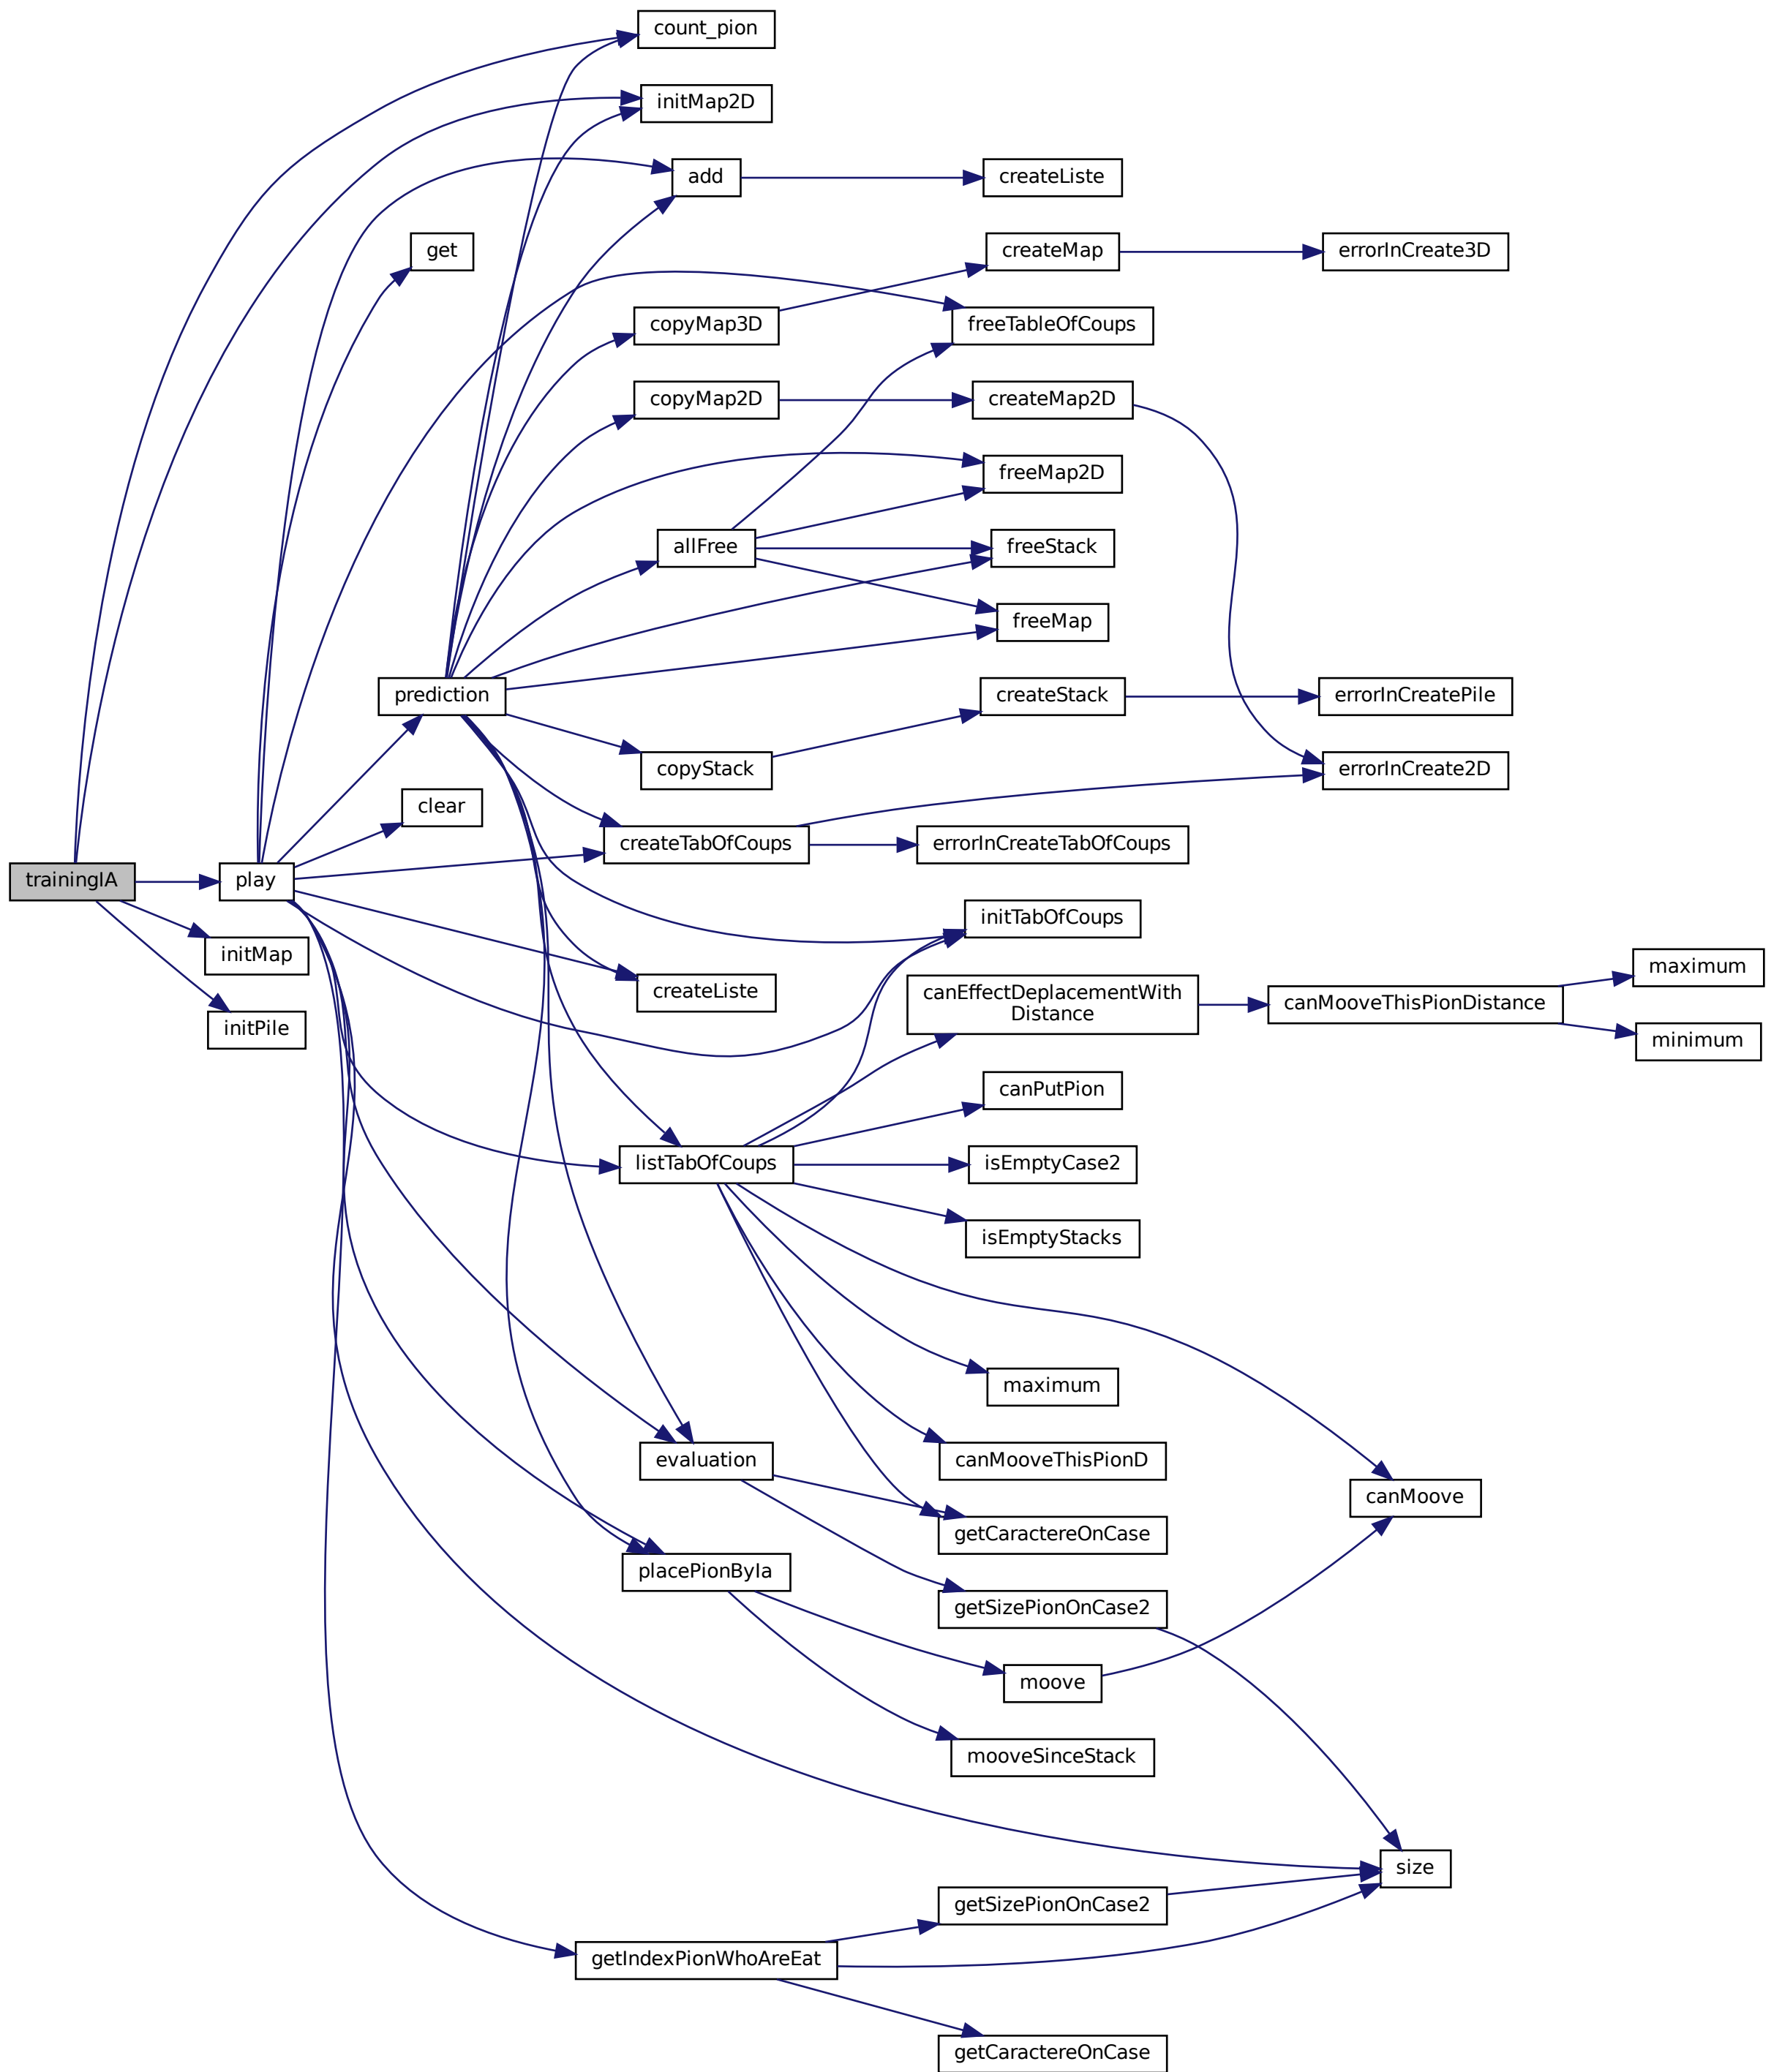 count_pion
initMap2D
add
createListe
get
createMap
errorInCreate3D
copyMap3D
freeTableOfCoups
copyMap2D
createMap2D
freeMap2D
allFree
freeStack
freeMap
prediction
createStack
errorInCreatePile
copyStack
errorInCreate2D
clear
createTabOfCoups
errorInCreateTabOfCoups
trainingIA
play
initTabOfCoups
initMap
maximum
createListe
canEffectDeplacementWith
Distance
canMooveThisPionDistance
initPile
minimum
canPutPion
listTabOfCoups
isEmptyCase2
isEmptyStacks
maximum
evaluation
canMooveThisPionD
canMoove
getCaractereOnCase
placePionByIa
getSizePionOnCase2
moove
mooveSinceStack
size
getSizePionOnCase2
getIndexPionWhoAreEat
getCaractereOnCase